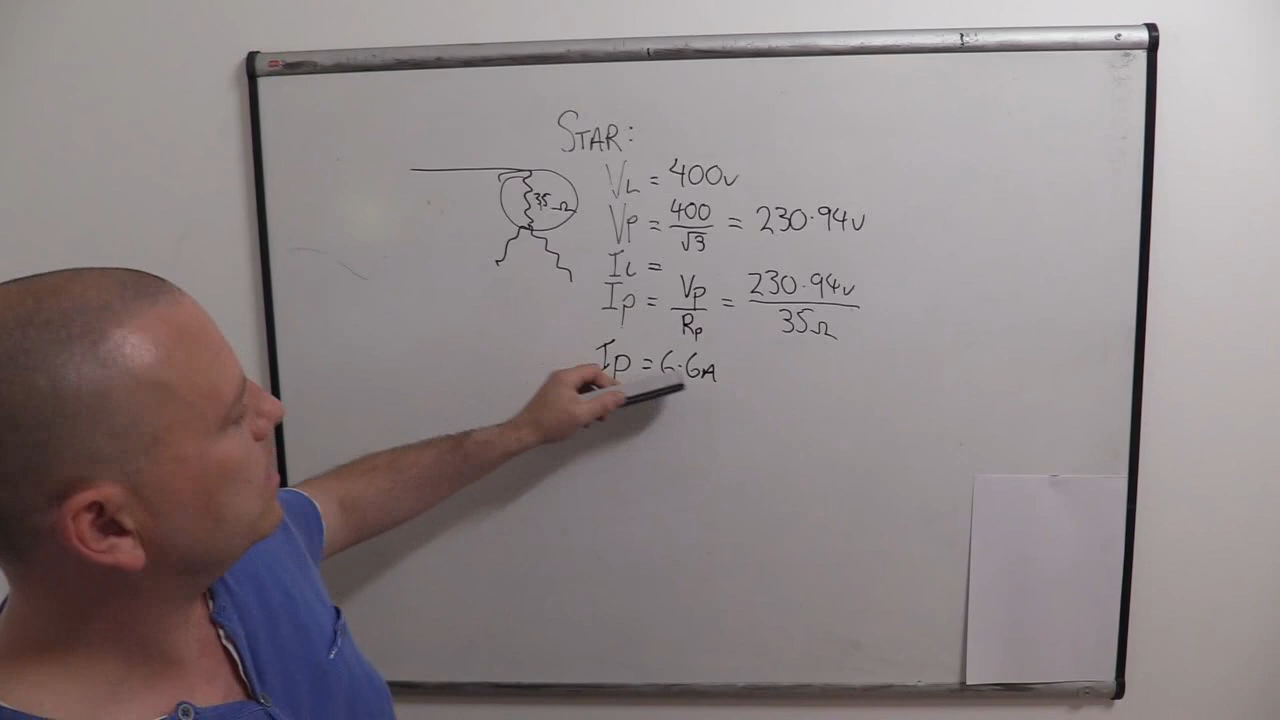 STAR:
35Ω
VL = 400v
VP = 400/√3 = 230.94v
IL =
IP = VP/RP = 230.94v/35Ω
IP = 6.6A